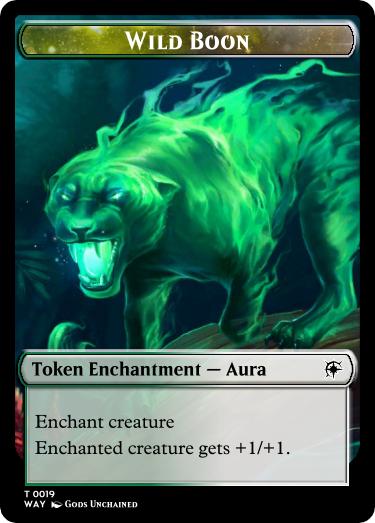 Wild Boon
Token Enchantment — Aura
Enchant creature
Enchanted creature gets +1/+1.
T 0019
WAY Gods Unchained